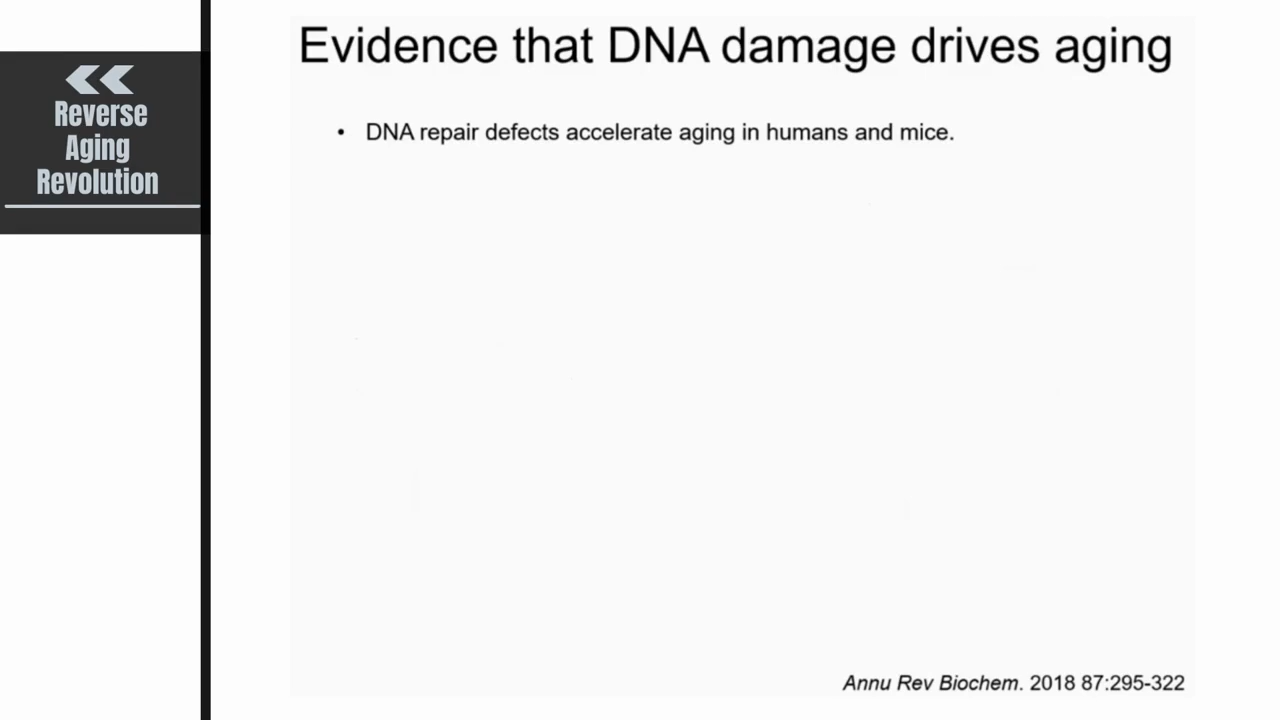 Evidence that DNA damage drives aging
Reverse
Aging
Revolution
• DNA repair defects accelerate aging in humans and mice.
Annu Rev Biochem. 2018 87:295-322